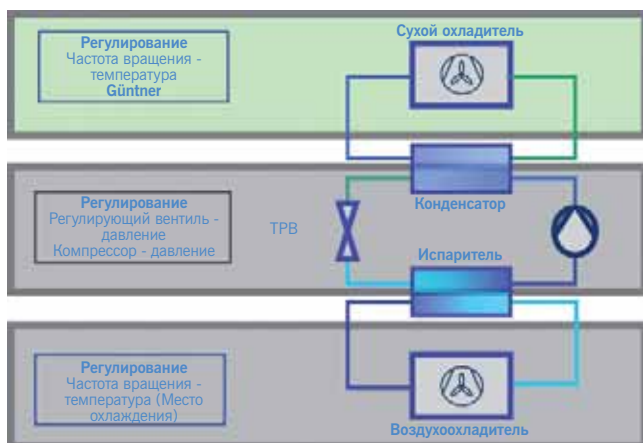 Регулирование
Частота вращения -
температура
Güntner
Сухой охладитель
Регулирование
Регулирующий вентиль -
давление
Компрессор - давление
ТРВ
Конденсатор
Испаритель
Регулирование
Частота вращения -
температура (Место
охлаждения)
Воздухоохладитель